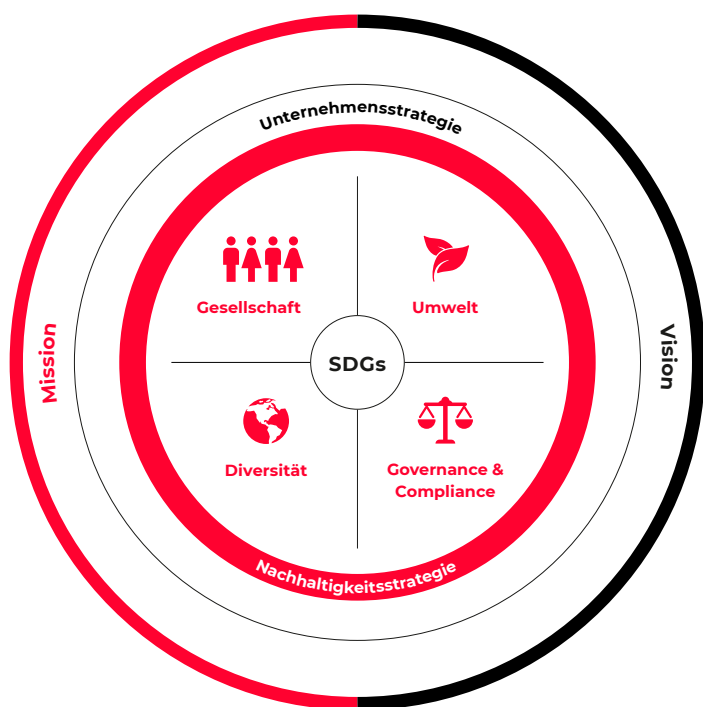 Unternehmensstrategie
Gesellschaft
Umwelt
Mission
SDGs
Vision
Diversität
Governance &
Compliance
Nachhaltigkeitsstrategie